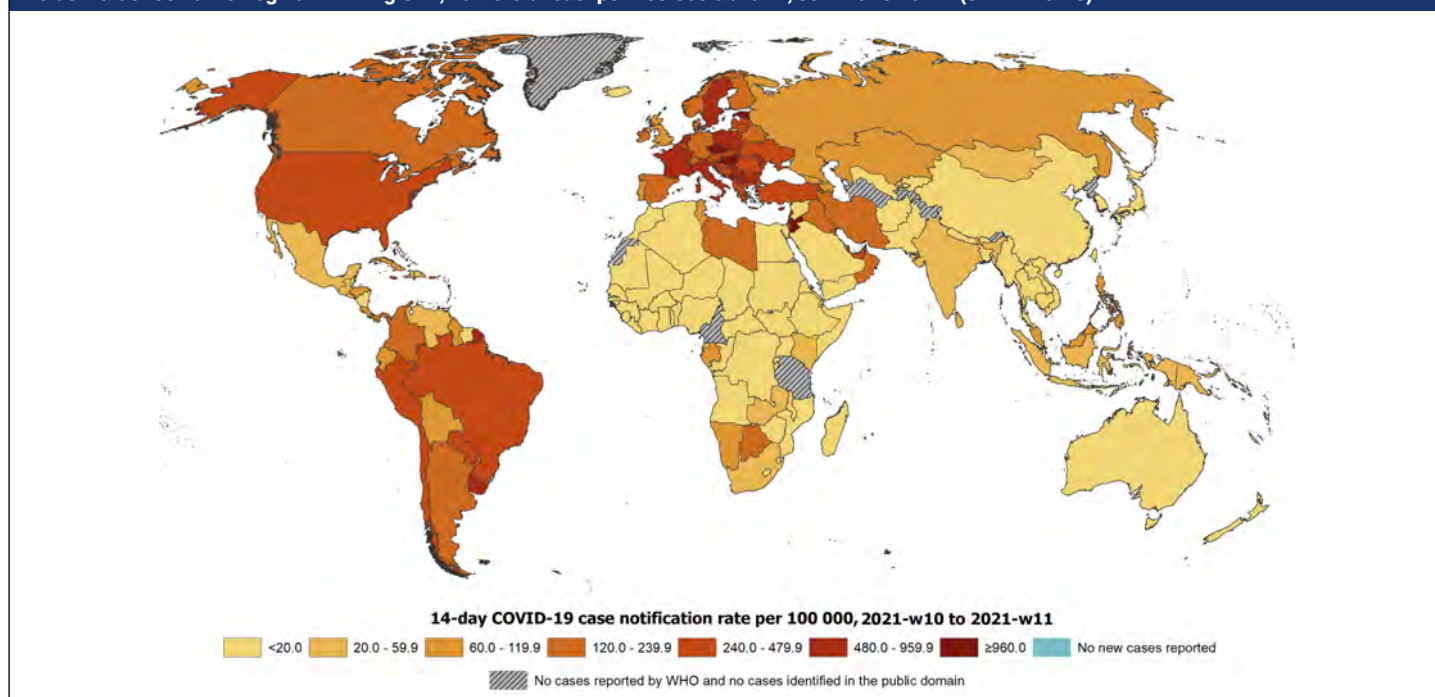 14-day COVID-19 case notification rate per 100 000, 2021-w10 to 2021-w11
<20.0 20.0 - 59.9 60.0 - 119.9 120.0 - 239.9 240.0 - 479.9 480.0 - 959.9 ≥960.0 No new cases reported
No cases reported by WHO and no cases identified in the public domain